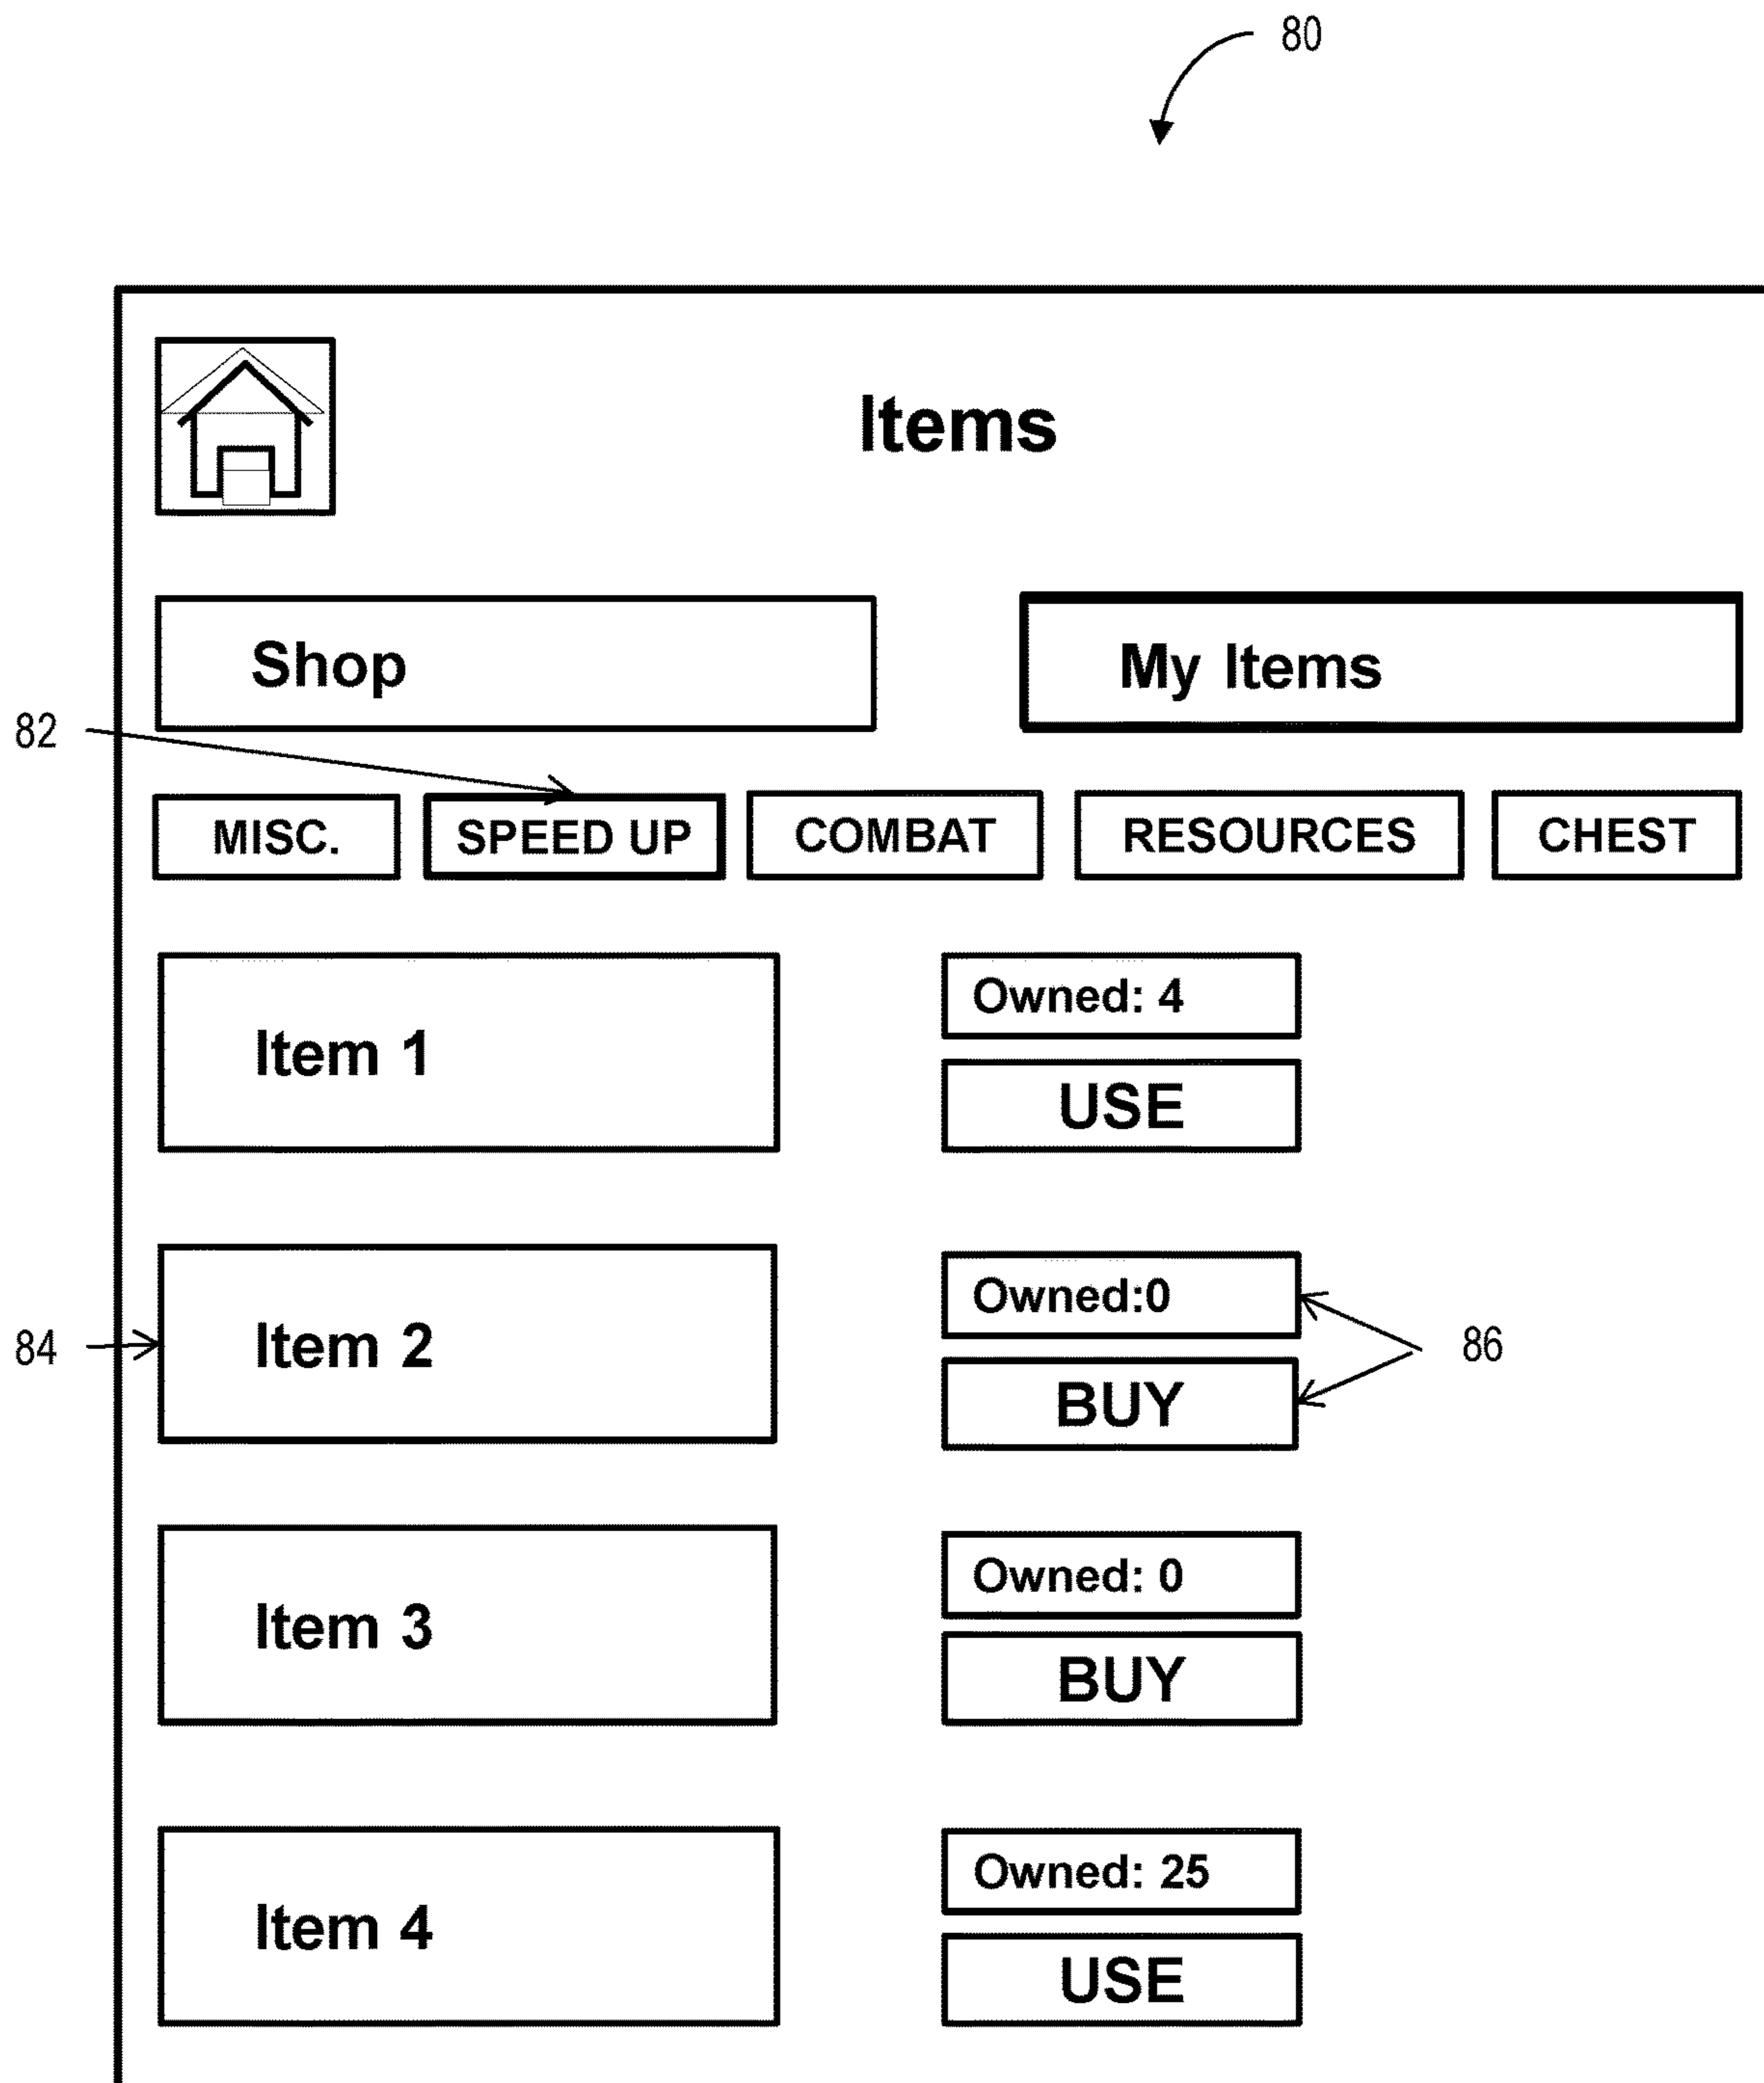 80
Items
Shop
My Items
82
MISC.
SPEED UP
COMBAT
RESOURCES
CHEST
Item 1
Owned: 4
USE
84
Item 2
Owned:0
BUY
86
Item 3
Owned: 0
BUY
Item 4
Owned: 25
USE